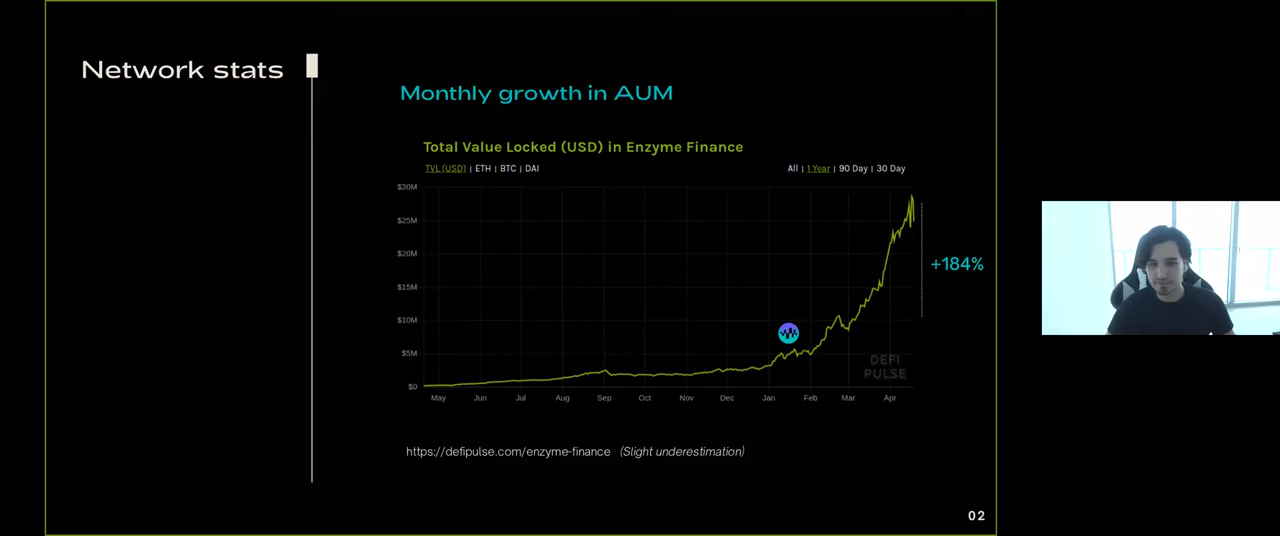 Network stats
Monthly growth in AUM
Total Value Locked (USD) in Enzyme Finance
TVL (USD) | ETH | BTC | DAI
All | 1 Year | 90 Day | 30 Day
$30M
$25M
$20M
$15M
$10M
$5M
$0
+184%
DEFI
PULSE
May Jun Jul Aug Sep Oct Nov Dec Jan Feb Mar Apr
https://defipulse.com/enzyme-finance (Slight underestimation)
02